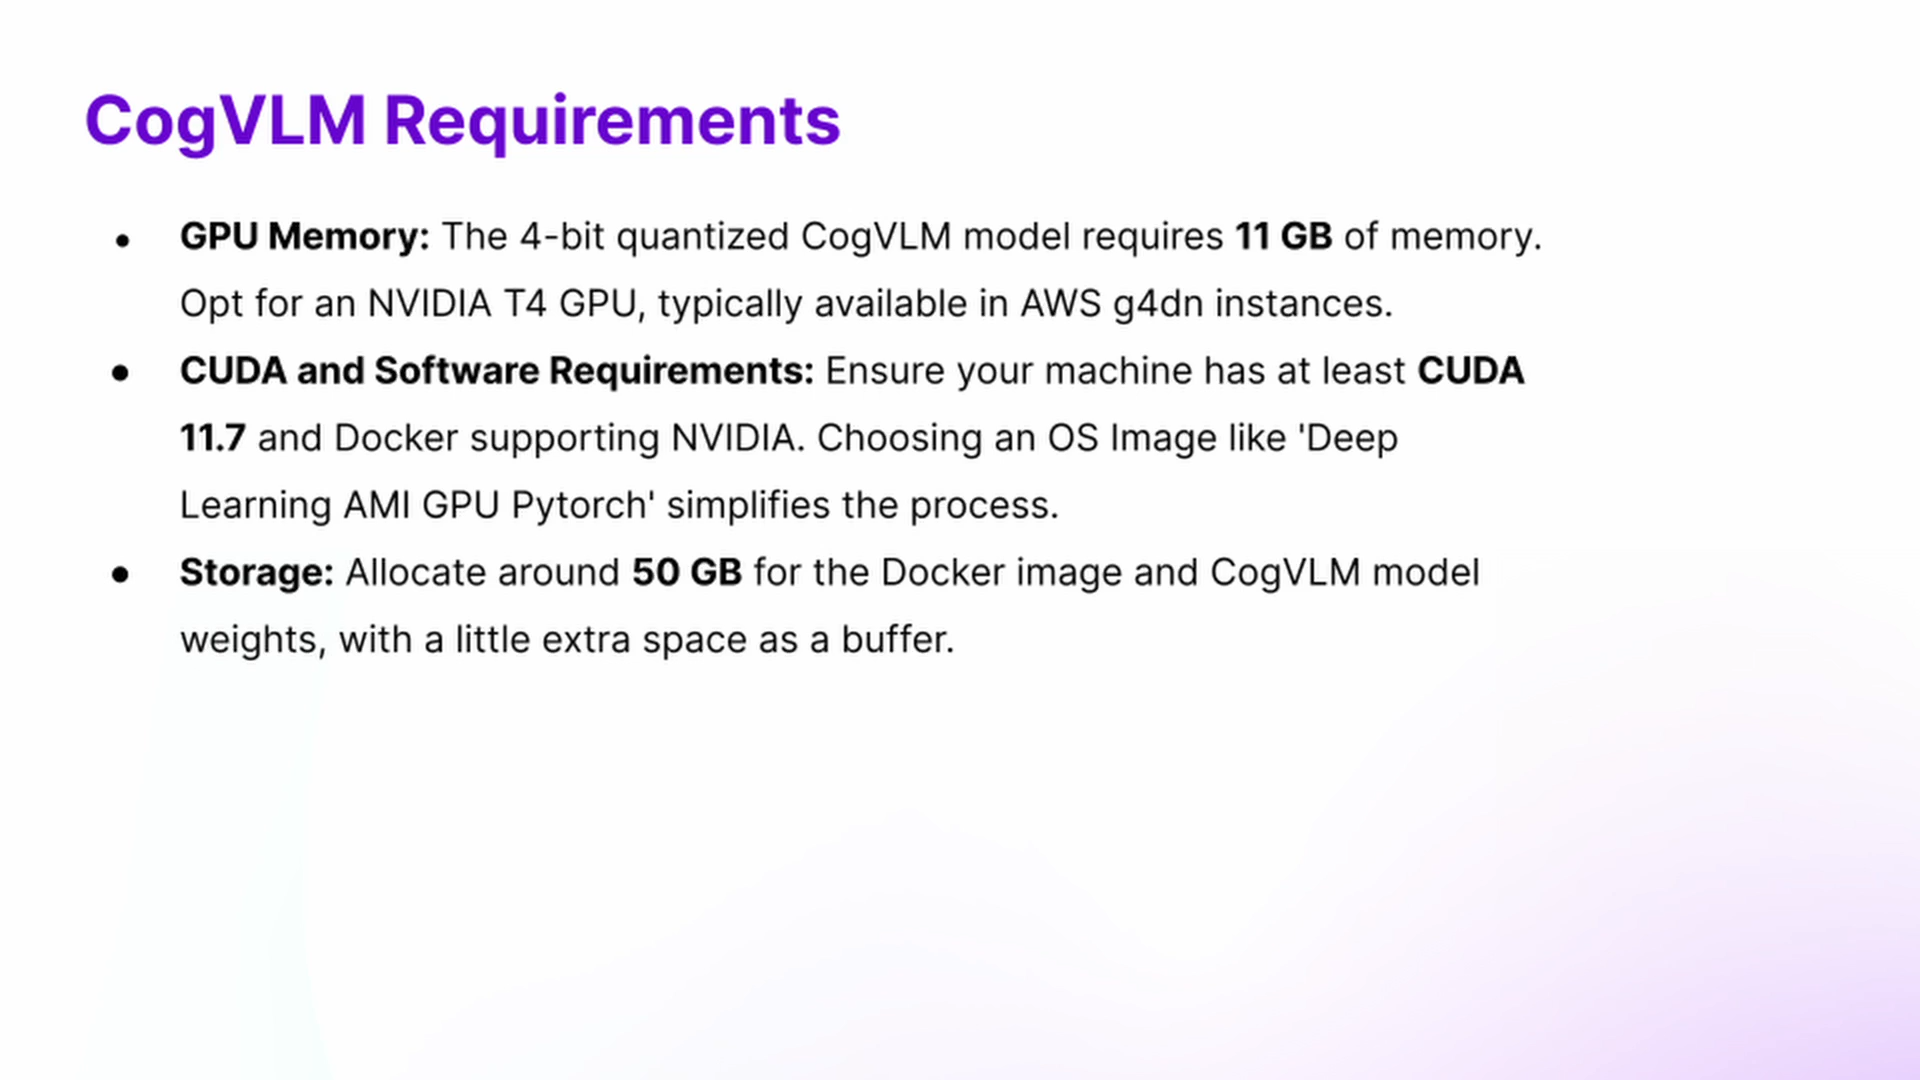 CogVLM Requirements
• GPU Memory: The 4-bit quantized CogVLM model requires 11 GB of memory.
Opt for an NVIDIA T4 GPU, typically available in AWS g4dn instances.
• CUDA and Software Requirements: Ensure your machine has at least CUDA
11.7 and Docker supporting NVIDIA. Choosing an OS Image like 'Deep
Learning AMI GPU Pytorch' simplifies the process.
• Storage: Allocate around 50 GB for the Docker image and CogVLM model
weights, with a little extra space as a buffer.